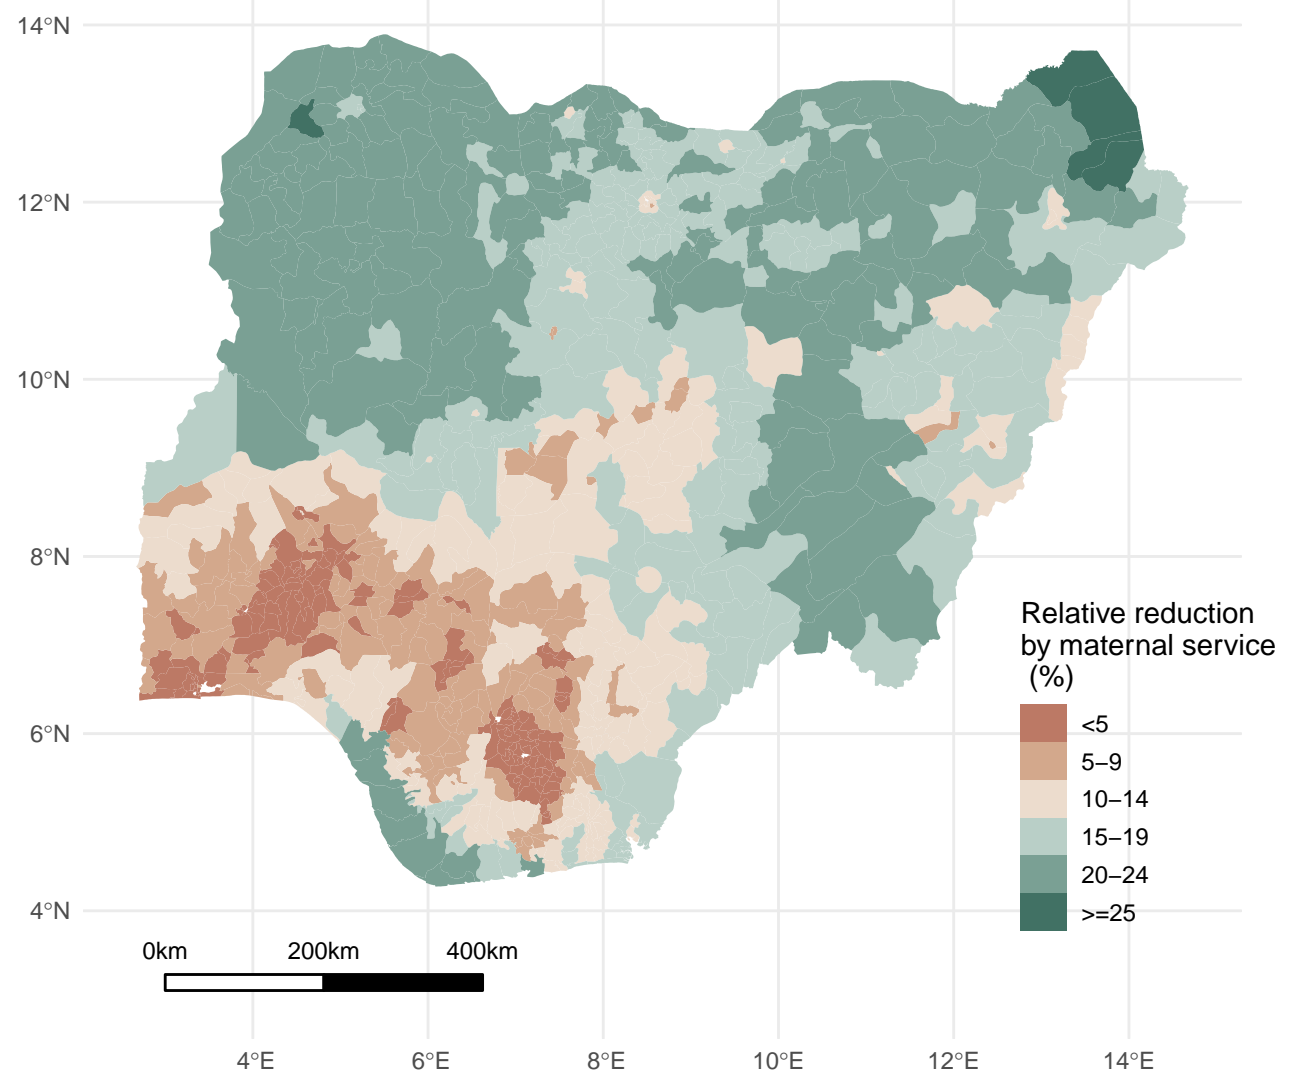 14°N
12°N
10°N
8°N
6°N
4°N
Relative reduction
by maternal service
(%)
<5
5−9
10−14
15−19
20−24
>=25
0km 200km 400km
4°E 6°E 8°E 10°E 12°E 14°E